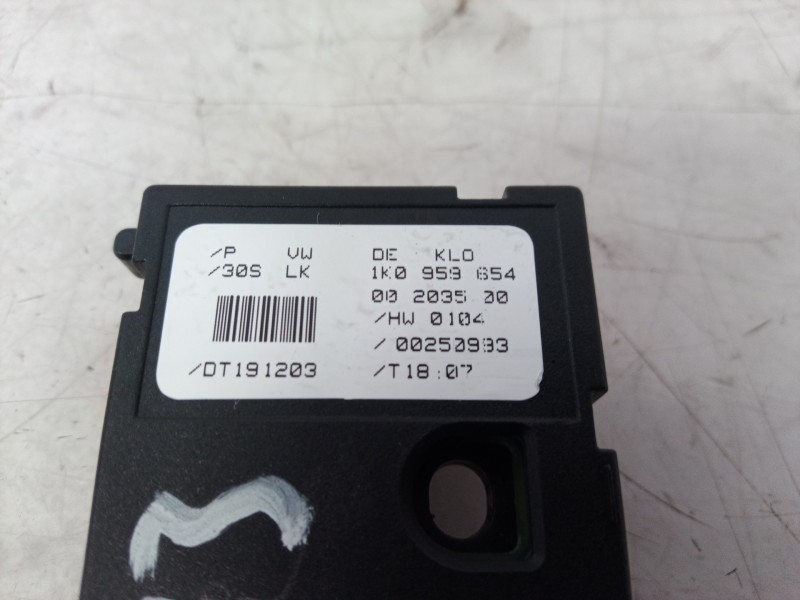 /P VW DE KLO
/30S LK 1K0 959 654
00 2035 00
/HW 0104
/00250993
/DT191203 /T18:07